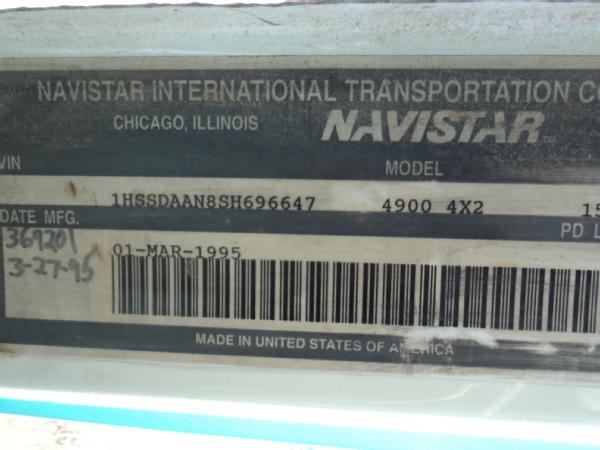 NAVISTAR INTERNATIONAL TRANSPORTATION CO
CHICAGO, ILLINOIS NAVISTAR
VIN MODEL
1HSSDAAN8SH696647 4900 4X2 15
DATE MFG. PD L
369201 01-MAR-1995
3-27-95
MADE IN UNITED STATES OF AMERICA